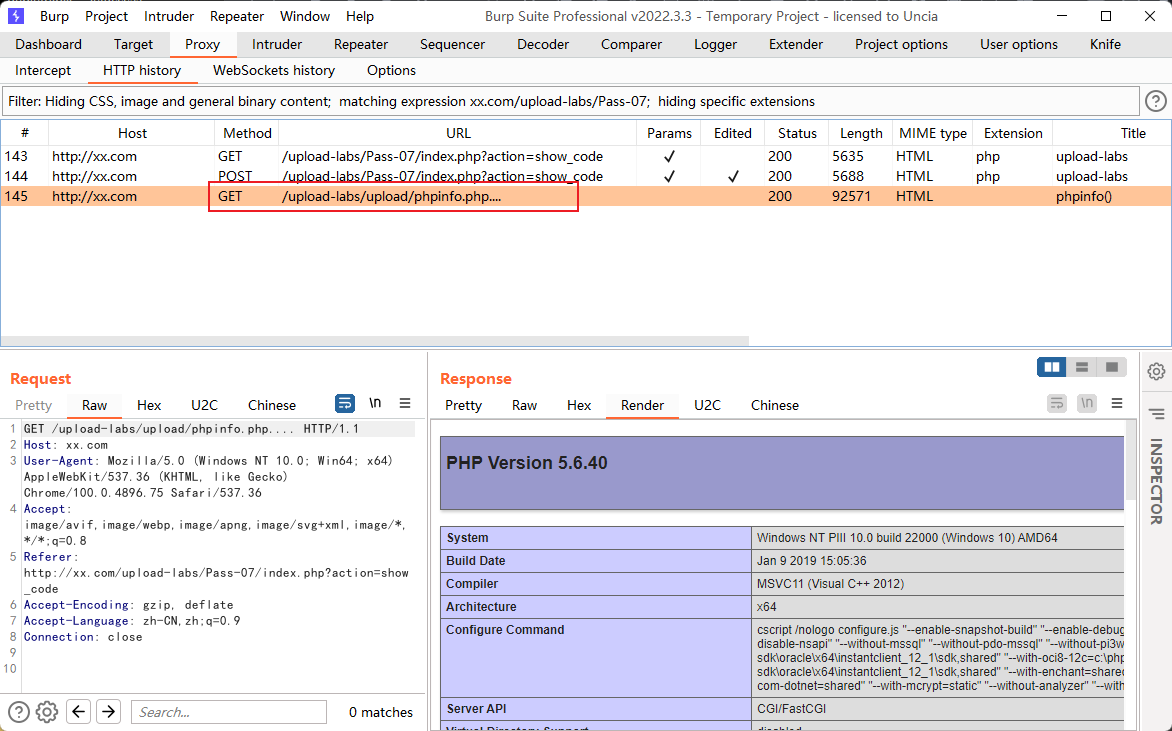 Burp Project Intruder Repeater Window Help Burp Suite Professional v2022.3.3 - Temporary Project - licensed to Uncia
Dashboard Target Proxy Intruder Repeater Sequencer Decoder Comparer Logger Extender Project options User options Knife
Intercept HTTP history WebSockets history Options
Filter: Hiding CSS, image and general binary content; matching expression xx.com/upload-labs/Pass-07; hiding specific extensions
# Host Method URL Params Edited Status Length MIME type Extension Title
143 http://xx.com GET /upload-labs/Pass-07/index.php?action=show_code ✓ 200 5635 HTML php upload-labs
144 http://xx.com POST /upload-labs/Pass-07/index.php?action=show_code ✓ ✓ 200 5688 HTML php upload-labs
145 http://xx.com GET /upload-labs/upload/phpinfo.php.... 200 92571 HTML phpinfo()
Request
Pretty Raw Hex U2C Chinese \n
1 GET /upload-labs/upload/phpinfo.php.... HTTP/1.1
2 Host: xx.com
3 User-Agent: Mozilla/5.0 (Windows NT 10.0; Win64; x64)
AppleWebKit/537.36 (KHTML, like Gecko)
Chrome/100.0.4896.75 Safari/537.36
4 Accept:
image/avif,image/webp,image/apng,image/svg+xml,image/*,
*/*;q=0.8
5 Referer:
http://xx.com/upload-labs/Pass-07/index.php?action=show
_code
6 Accept-Encoding: gzip, deflate
7 Accept-Language: zh-CN,zh;q=0.9
8 Connection: close
9
10
Search... 0 matches
Response
Pretty Raw Hex Render U2C Chinese \n
PHP Version 5.6.40
System Windows NT PIII 10.0 build 22000 (Windows 10) AMD64
Build Date Jan 9 2019 15:05:36
Compiler MSVC11 (Visual C++ 2012)
Architecture x64
Configure Command cscript /nologo configure.js "--enable-snapshot-build" "--enable-debug
disable-nsapi" "--without-mssql" "--without-pdo-mssql" "--without-pi3w
sdk\oracle\x64\instantclient_12_1\sdk,shared" "--with-oci8-12c=c:\php
sdk\oracle\x64\instantclient_12_1\sdk,shared" "--with-enchant=shared
com-dotnet=shared" "--with-mcrypt=static" "--without-analyzer" "--with
Server API CGI/FastCGI
Virtual Directory Support disabled
INSPECTOR